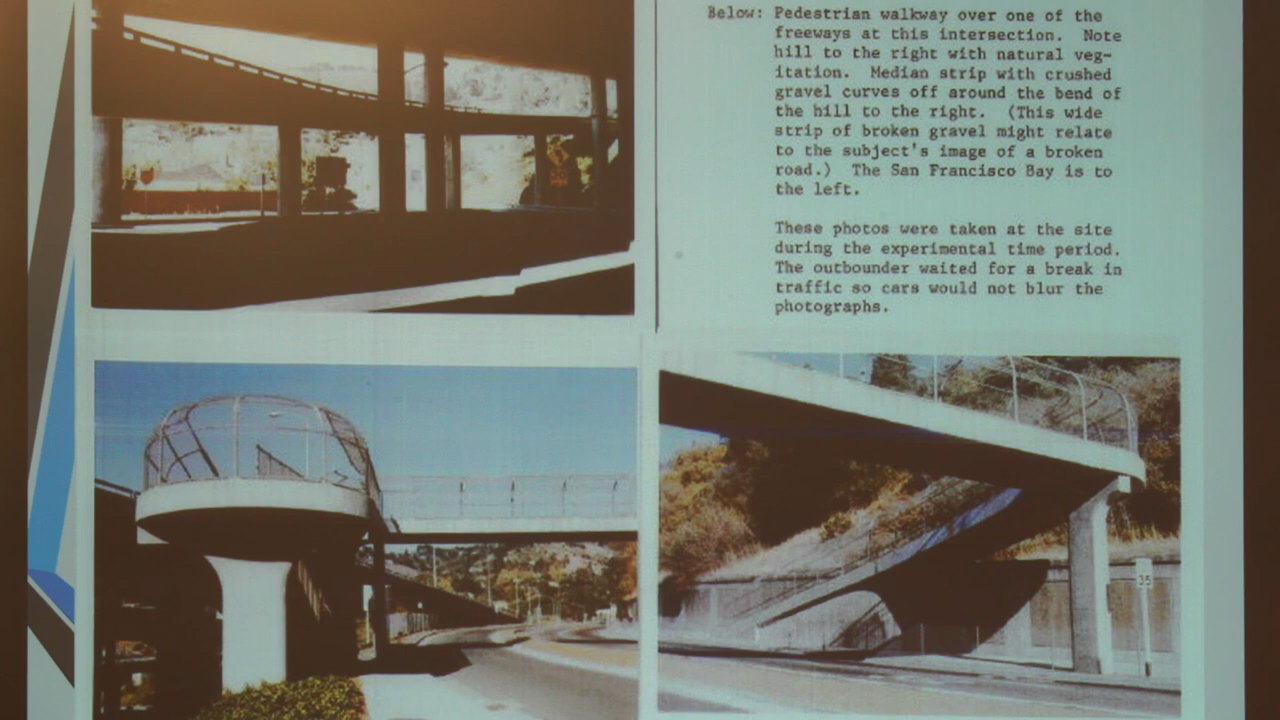 Below: Pedestrian walkway over one of the
freeways at this intersection. Note
hill to the right with natural veg-
itation. Median strip with crushed
gravel curves off around the bend of
the hill to the right. (This wide
strip of broken gravel might relate
to the subject's image of a broken
road.) The San Francisco Bay is to
the left.
These photos were taken at the site
during the experimental time period.
The outbounder waited for a break in
traffic so cars would not blur the
photographs.
35